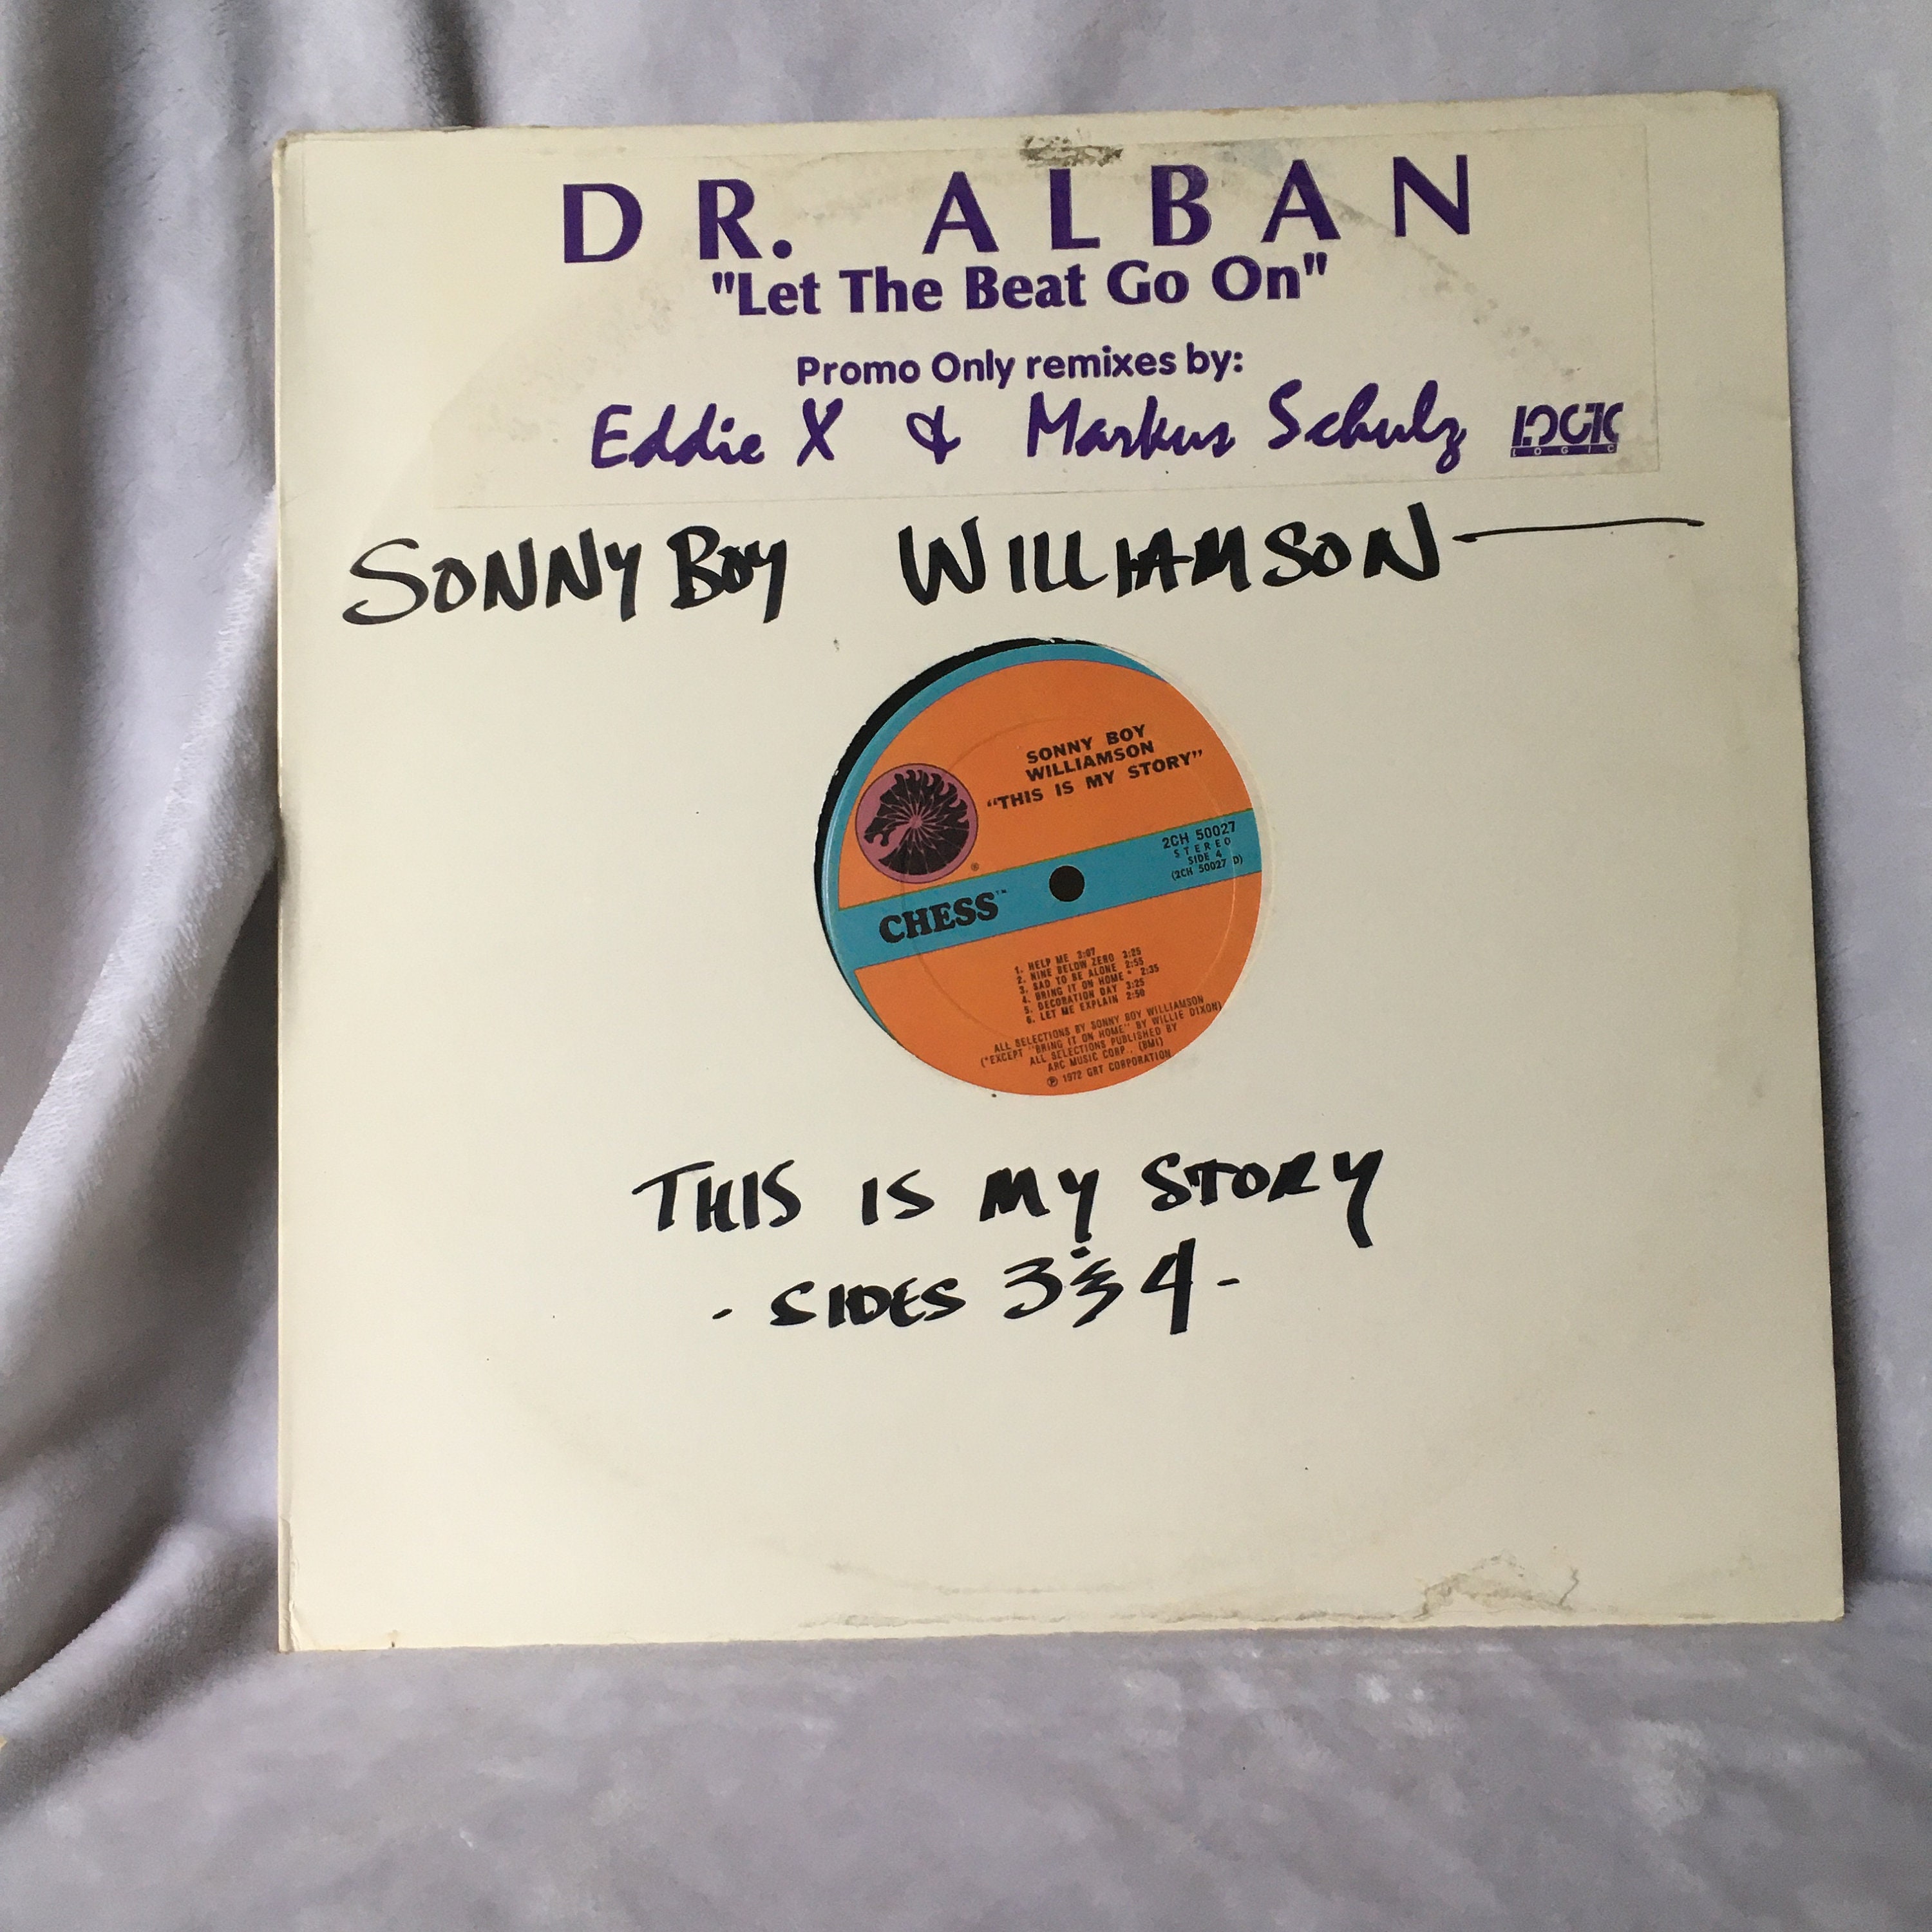 DR. ALBAN
"Let The Beat Go On"
Promo Only remixes by:
Eddie X & Markus Schulz
LOGIC
LOGIC
SONNY BOY WILLIAMSON
SONNY BOY
WILLIAMSON
“THIS IS MY STORY”
2CH 50027
STEREO
SIDE 4
(2CH 50027 D)
®
CHESS™
1. HELP ME 3:07
2. NINE BELOW ZERO 3:25
3. SAD TO BE ALONE 2:55
4. BRING IT ON HOME * 2:35
5. DECORATION DAY 3:25
6. LET ME EXPLAIN 2:50
ALL SELECTIONS BY SONNY BOY WILLIAMSON
(*EXCEPT "BRING IT ON HOME" BY WILLIE DIXON)
ALL SELECTIONS PUBLISHED BY
ARC MUSIC CORP. (BMI)
℗ 1972 GRT CORPORATION
THIS IS MY STORY
- SIDES 3 & 4 -